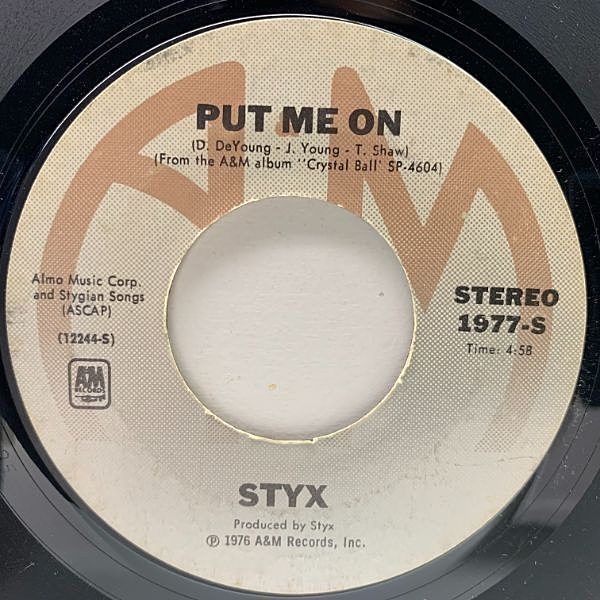 PUT ME ON
(D. DeYoung - J. Young - T. Shaw)
(From the A&M album "Crystal Ball' SP-4604)
Almo Music Corp.
and Stygian Songs
(ASCAP)
(12244-S)
A&M
RECORDS
STEREO
1977-S
Time: 4:58
STYX
Produced by Styx
℗ 1976 A&M Records, Inc.